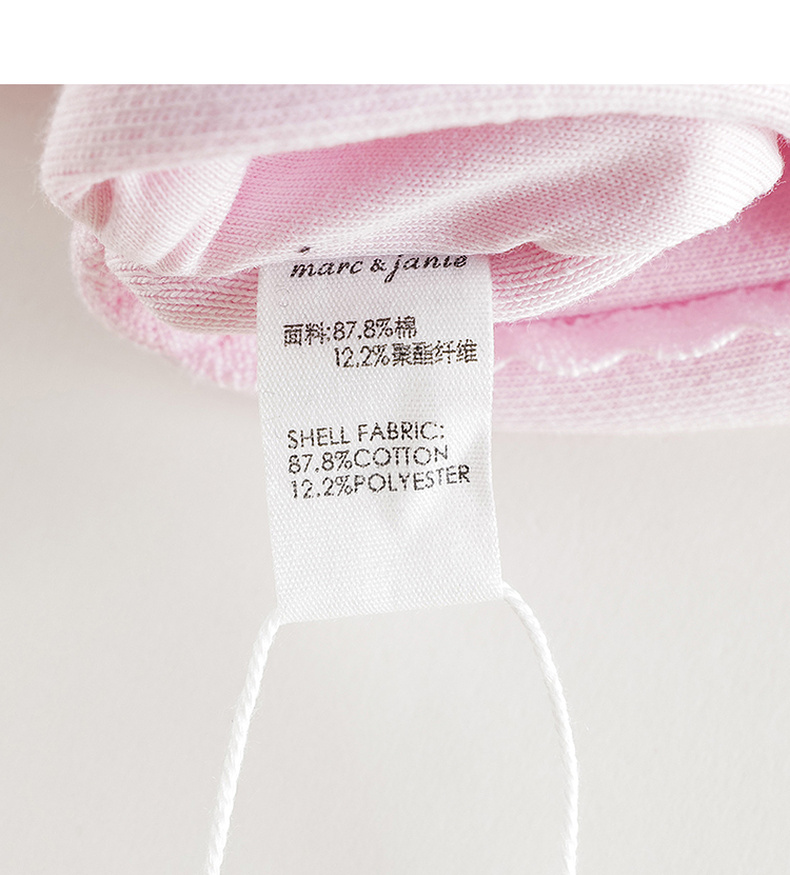 marc & janie
面料:87.8%棉
12.2%聚酯纤维
SHELL FABRIC:
87.8%COTTON
12.2%POLYESTER